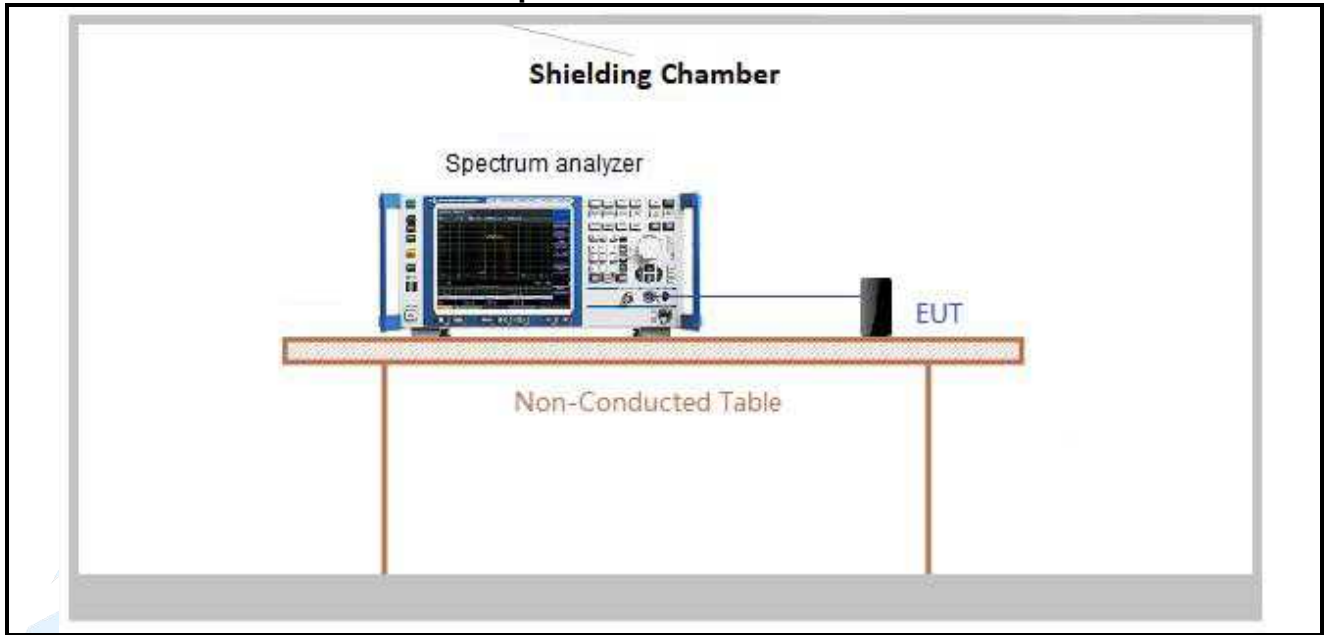 Shielding Chamber
Spectrum analyzer
EUT
Non-Conducted Table